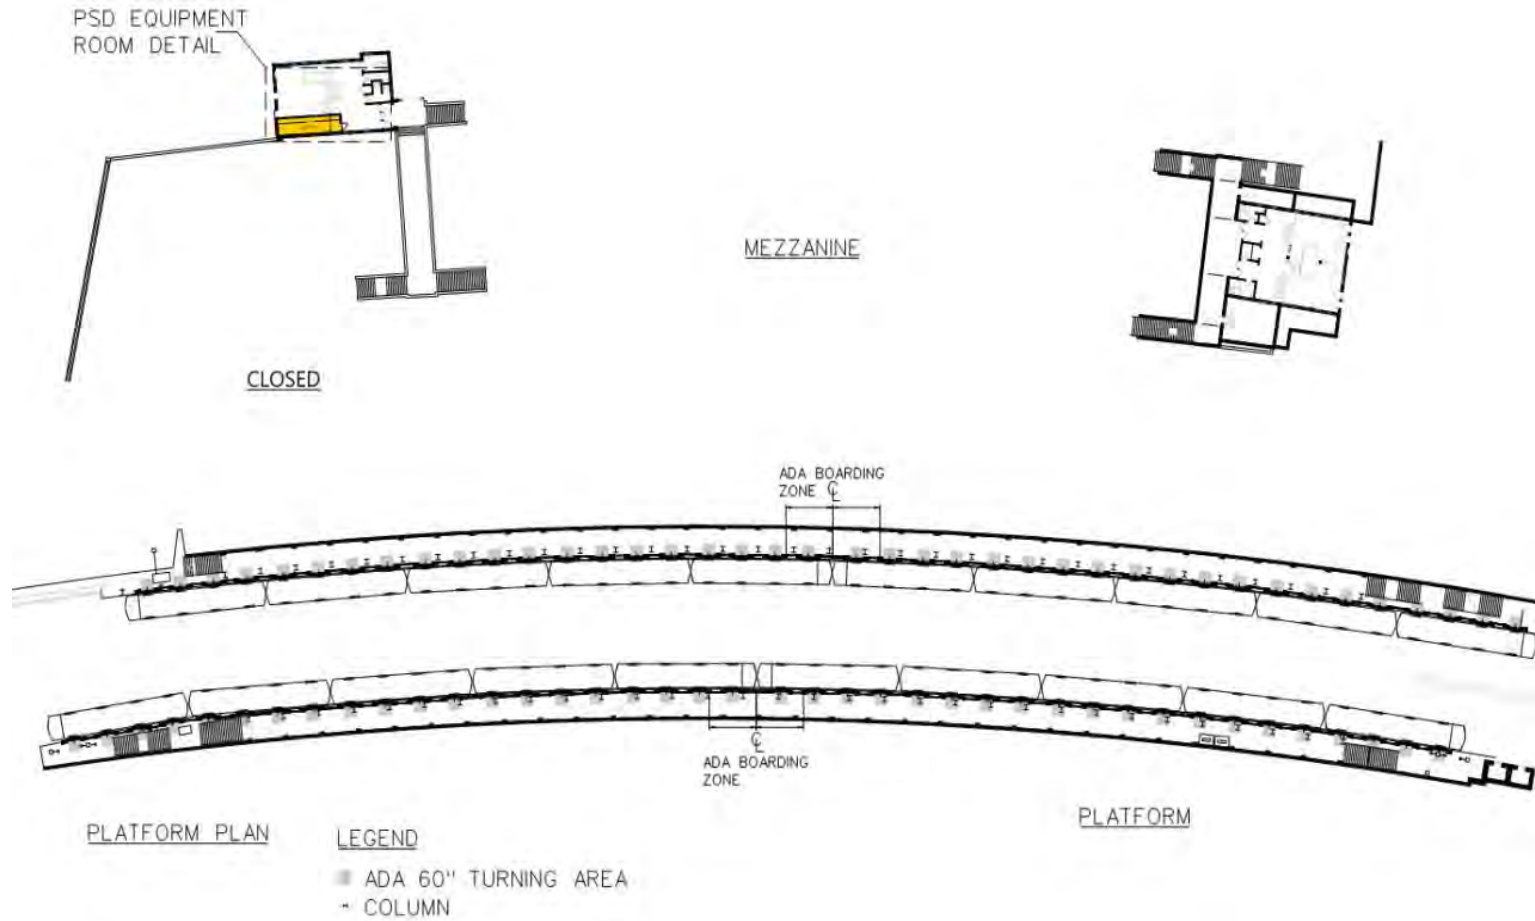 PSD EQUIPMENT
ROOM DETAIL
MEZZANINE
CLOSED
ADA BOARDING
ZONE ℄
℄
ADA BOARDING
ZONE
PLATFORM PLAN
LEGEND
PLATFORM
ADA 60" TURNING AREA
COLUMN